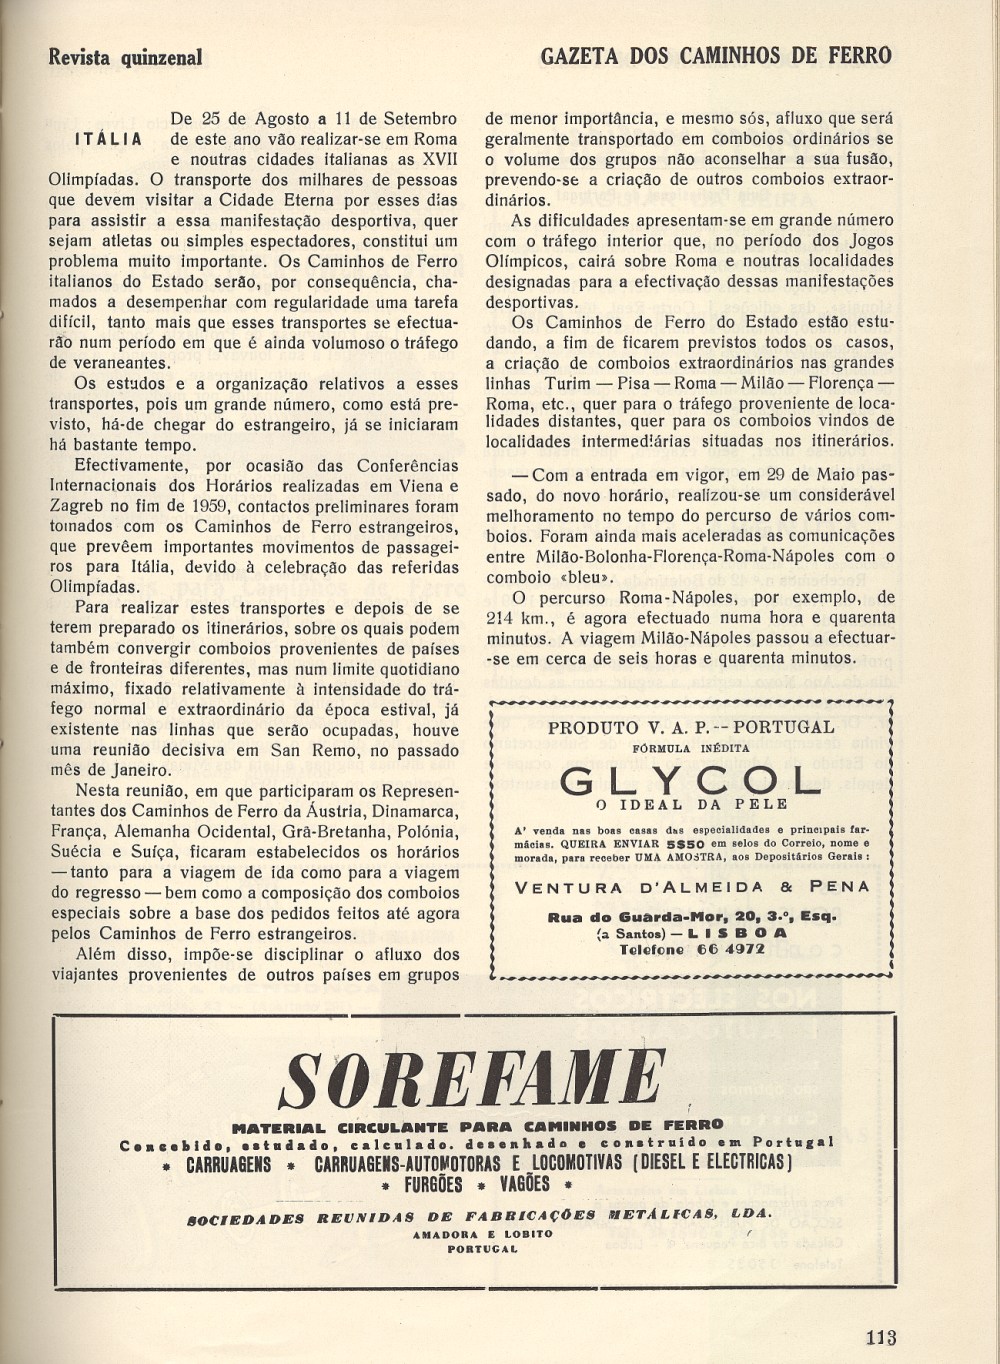 Revista quinzenal
GAZETA DOS CAMINHOS DE FERRO
ITÁLIA
De 25 de Agosto a 11 de Setembro
de este ano vão realizar-se em Roma
e noutras cidades italianas as XVII
Olimpíadas. O transporte dos milhares de pessoas
que devem visitar a Cidade Eterna por esses dias
para assistir a essa manifestação desportiva, quer
sejam atletas ou simples espectadores, constitui um
problema muito importante. Os Caminhos de Ferro
italianos do Estado serão, por consequência, cha-
mados a desempenhar com regularidade uma tarefa
difícil, tanto mais que esses transportes se efectua-
rão num período em que é ainda volumoso o tráfego
de veraneantes.
Os estudos e a organização relativos a esses
transportes, pois um grande número, como está pre-
visto, há-de chegar do estrangeiro, já se iniciaram
há bastante tempo.
Efectivamente, por ocasião das Conferências
Internacionais dos Horários realizadas em Viena e
Zagreb no fim de 1959, contactos preliminares foram
tomados com os Caminhos de Ferro estrangeiros,
que prevêem importantes movimentos de passagei-
ros para Itália, devido à celebração das referidas
Olimpíadas.
Para realizar estes transportes e depois de se
terem preparado os itinerários, sobre os quais podem
também convergir comboios provenientes de países
e de fronteiras diferentes, mas num limite quotidiano
máximo, fixado relativamente à intensidade do trá-
fego normal e extraordinário da época estival, já
existente nas linhas que serão ocupadas, houve
uma reunião decisiva em San Remo, no passado
mês de Janeiro.
Nesta reunião, em que participaram os Represen-
tantes dos Caminhos de Ferro da Áustria, Dinamarca,
França, Alemanha Ocidental, Grã-Bretanha, Polónia,
Suécia e Suíça, ficaram estabelecidos os horários
— tanto para a viagem de ida como para a viagem
do regresso — bem como a composição dos comboios
especiais sobre a base dos pedidos feitos até agora
pelos Caminhos de Ferro estrangeiros.
Além disso, impõe-se disciplinar o afluxo dos
viajantes provenientes de outros países em grupos
de menor importância, e mesmo sós, afluxo que será
geralmente transportado em comboios ordinários se
o volume dos grupos não aconselhar a sua fusão,
prevendo-se a criação de outros comboios extraor-
dinários.
As dificuldades apresentam-se em grande número
com o tráfego interior que, no período dos Jogos
Olímpicos, cairá sobre Roma e noutras localidades
designadas para a efectivação dessas manifestações
desportivas.
Os Caminhos de Ferro do Estado estão estu-
dando, a fim de ficarem previstos todos os casos,
a criação de comboios extraordinários nas grandes
linhas Turim — Pisa — Roma — Milão — Florença —
Roma, etc., quer para o tráfego proveniente de loca-
lidades distantes, quer para os comboios vindos de
localidades intermediárias situadas nos itinerários.
— Com a entrada em vigor, em 29 de Maio pas-
sado, do novo horário, realizou-se um considerável
melhoramento no tempo do percurso de vários com-
boios. Foram ainda mais aceleradas as comunicações
entre Milão-Bolonha-Florença-Roma-Nápoles com o
comboio «bleu».
O percurso Roma-Nápoles, por exemplo, de
214 km., é agora efectuado numa hora e quarenta
minutos. A viagem Milão-Nápoles passou a efectuar-
-se em cerca de seis horas e quarenta minutos.
PRODUTO V. A. P.-- PORTUGAL
FÓRMULA INÉDITA
GLYCOL
O IDEAL DA PELE
A' venda nas boas casas das especialidades e principais far-
mácias. QUEIRA ENVIAR 5$50 em selos do Correio, nome e
morada, para receber UMA AMOSTRA, aos Depositários Gerais :
VENTURA D'ALMEIDA & PENA
Rua do Guarda-Mor, 20, 3.º, Esq.
(a Santos) — LISBOA
Telefone 66 4972
SOREFAME
MATERIAL CIRCULANTE PARA CAMINHOS DE FERRO
Concebido, estudado, calculado. desenhado e construído em Portugal
* CARRUAGENS * CARRUAGENS-AUTOMOTORAS E LOCOMOTIVAS (DIESEL E ELECTRICAS)
* FURGÕES * VAGÕES *
SOCIEDADES REUNIDAS DE FABRICAÇÕES METÁLICAS, LDA.
AMADORA E LOBITO
PORTUGAL
113